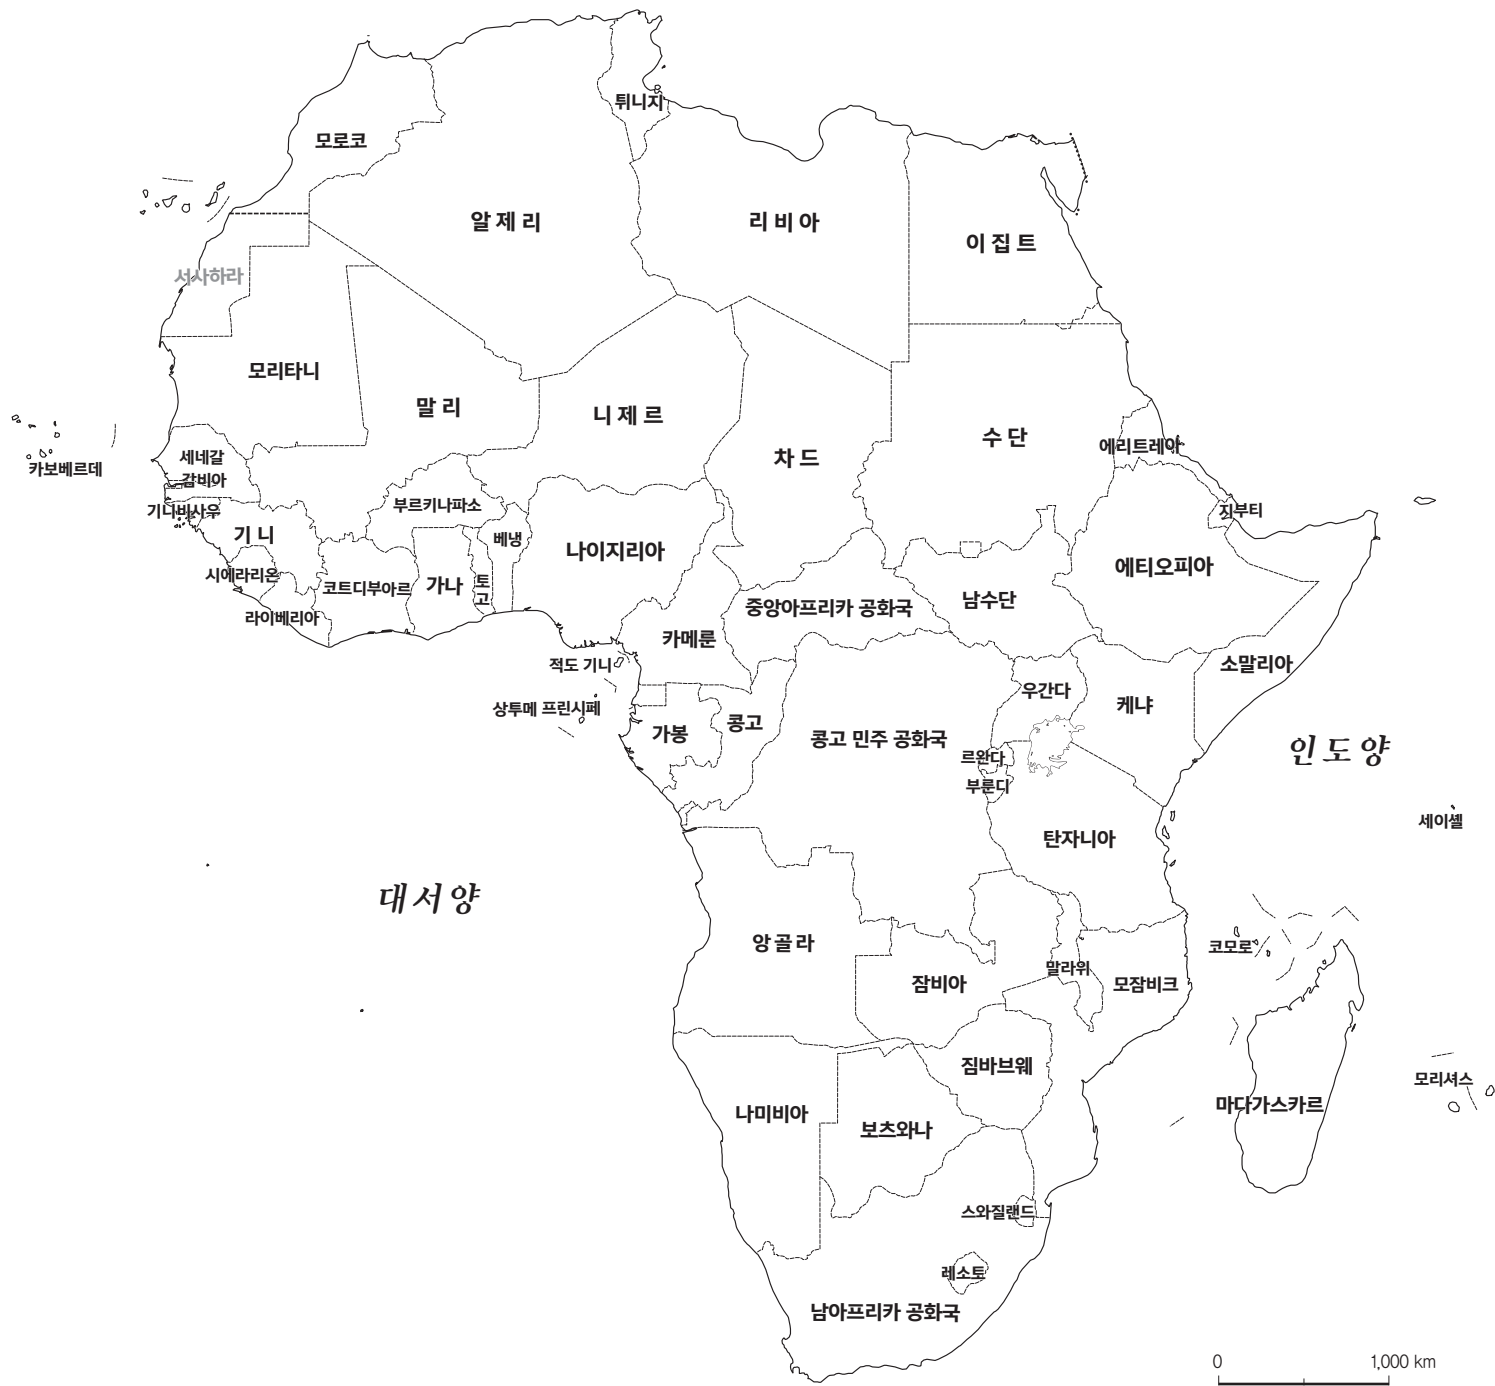 튀니지
모로코
알 제 리
리 비 아
이 집 트
서사하라
모리타니
말 리
니 제 르
차 드
수 단
에리트레아
카보베르데
세네갈
감비아
기니비사우
기 니
부르키나파소
베냉
나이지리아
지부티
에티오피아
시에라리온
코트디부아르
가나
토
고
중앙아프리카 공화국
남수단
라이베리아
카메룬
적도 기니
소말리아
상투메 프린시페
가봉
콩고
콩고 민주 공화국
우간다
케냐
르완다
부룬디
인 도 양
탄자니아
세이셸
대 서 양
앙 골 라
잠비아
말라위
모잠비크
코모로
짐바브웨
나미비아
보츠와나
마다가스카르
모리셔스
스와질랜드
레소토
남아프리카 공화국
0
1,000 km